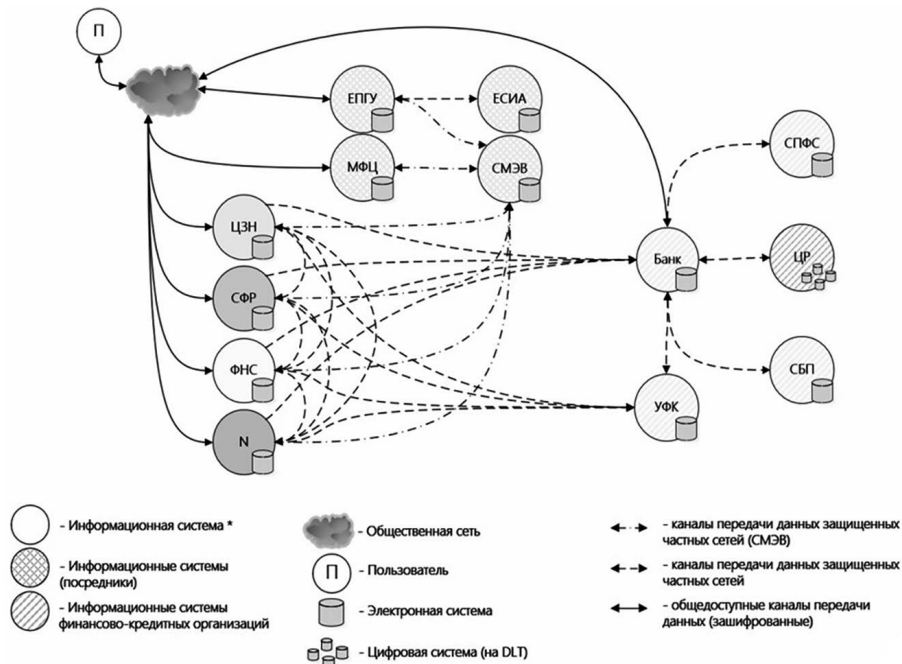 П
ЕПГУ
ЕСИА
МФЦ
СМЭВ
СПФС
ЦЗН
Банк
ЦР
СФР
ФНС
СБП
УФК
N
- Информационная система *
- Информационные системы
(посредники)
- Информационные системы
финансово-кредитных организаций
- Общественная сеть
П
- Пользователь
- Электронная система
- Цифровая система (на DLT)
- каналы передачи данных защищенных
частных сетей (СМЭВ)
- каналы передачи данных защищенных
частных сетей
- общедоступные каналы передачи
данных (зашифрованные)